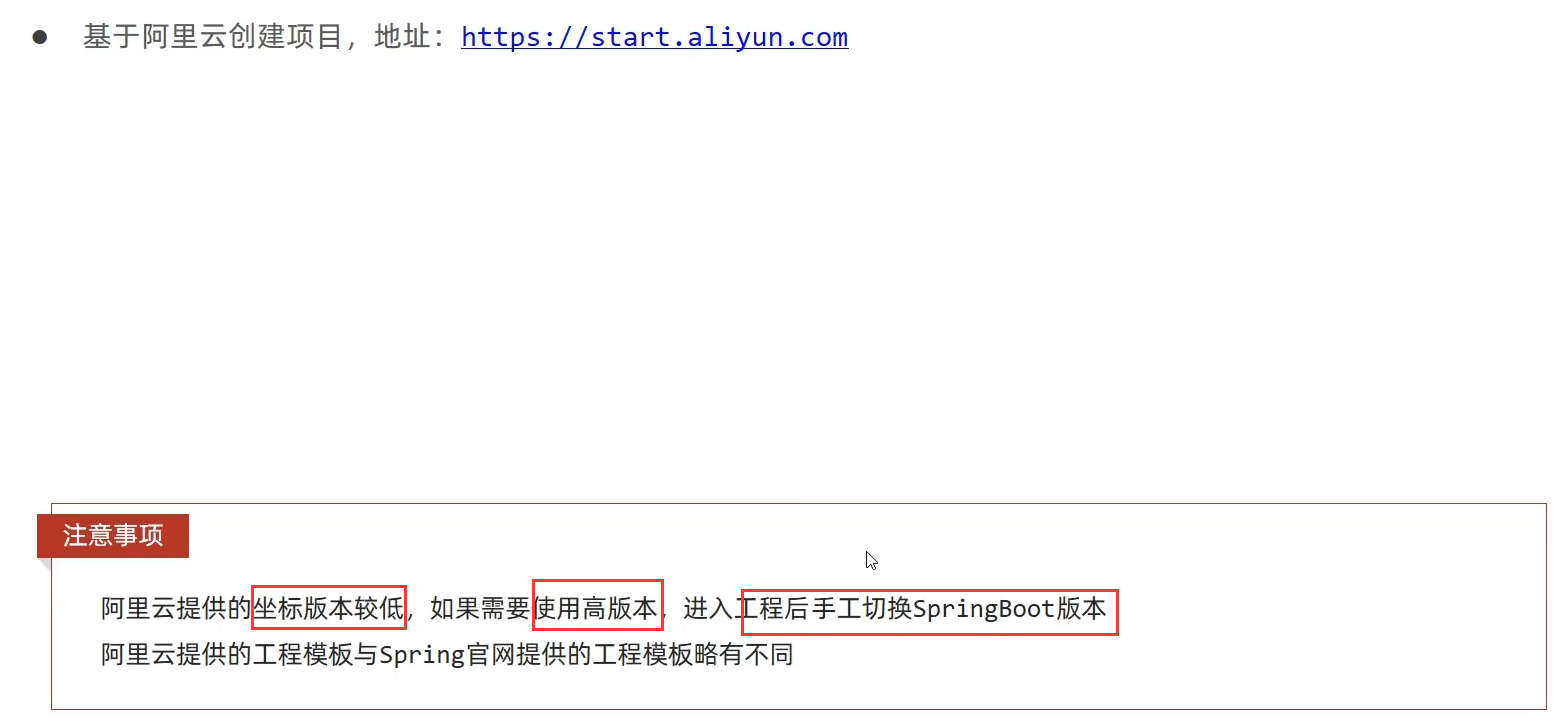 ● 基于阿里云创建项目，地址：https://start.aliyun.com
注意事项
阿里云提供的坐标版本较低，如果需要使用高版本，进入工程后手工切换SpringBoot版本
阿里云提供的工程模板与Spring官网提供的工程模板略有不同